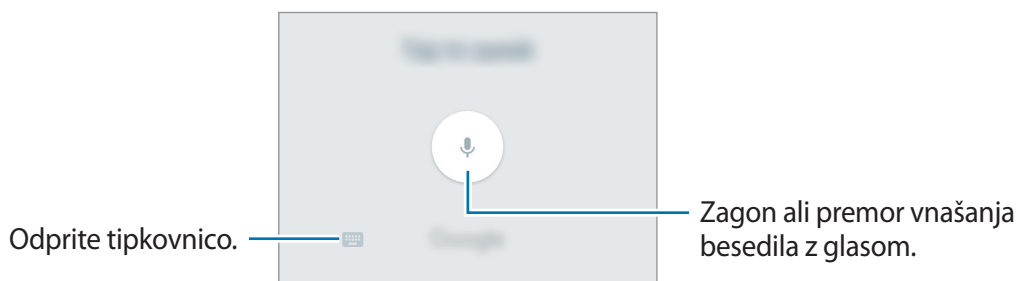 Odprite tipkovnico.
Zagon ali premor vnašanja
besedila z glasom.